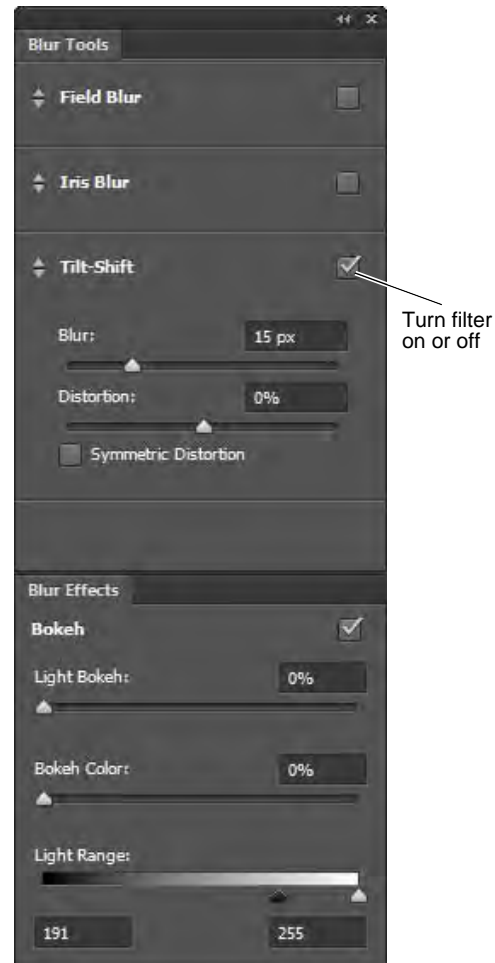 Blur Tools
Field Blur
Iris Blur
Tilt-Shift
Turn filter
on or off
Blur: 15 px
Distortion: 0%
Symmetric Distortion
Blur Effects
Bokeh
Light Bokeh: 0%
Bokeh Color: 0%
Light Range:
191 255